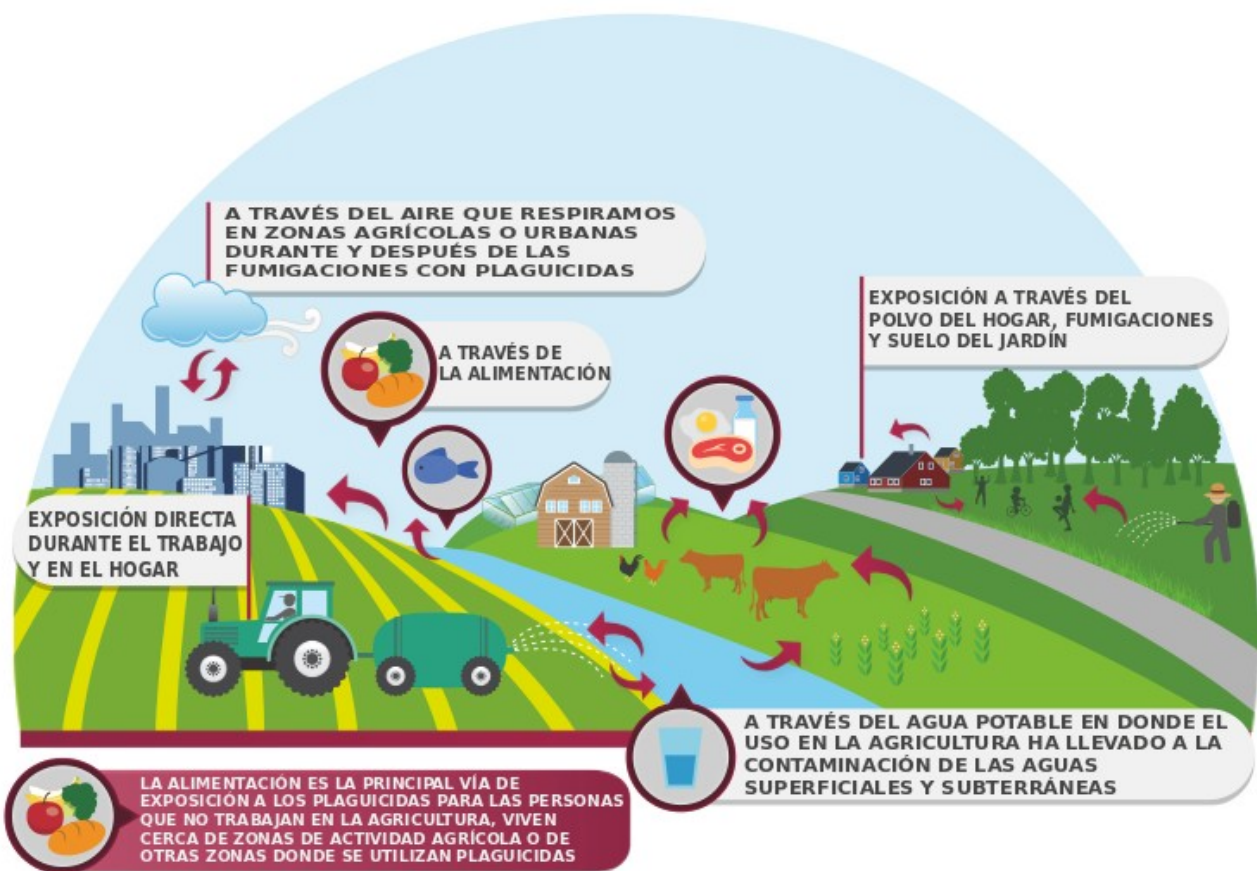 A TRAVÉS DEL AIRE QUE RESPIRAMOS
EN ZONAS AGRÍCOLAS O URBANAS
DURANTE Y DESPUÉS DE LAS
FUMIGACIONES CON PLAGUICIDAS
EXPOSICIÓN A TRAVÉS DEL
POLVO DEL HOGAR, FUMIGACIONES
Y SUELO DEL JARDÍN
A TRAVÉS DE
LA ALIMENTACIÓN
EXPOSICIÓN DIRECTA
DURANTE EL TRABAJO
Y EN EL HOGAR
A TRAVÉS DEL AGUA POTABLE EN DONDE EL
USO EN LA AGRICULTURA HA LLEVADO A LA
CONTAMINACIÓN DE LAS AGUAS
SUPERFICIALES Y SUBTERRÁNEAS
LA ALIMENTACIÓN ES LA PRINCIPAL VÍA DE
EXPOSICIÓN A LOS PLAGUICIDAS PARA LAS PERSONAS
QUE NO TRABAJAN EN LA AGRICULTURA, VIVEN
CERCA DE ZONAS DE ACTIVIDAD AGRÍCOLA O DE
OTRAS ZONAS DONDE SE UTILIZAN PLAGUICIDAS